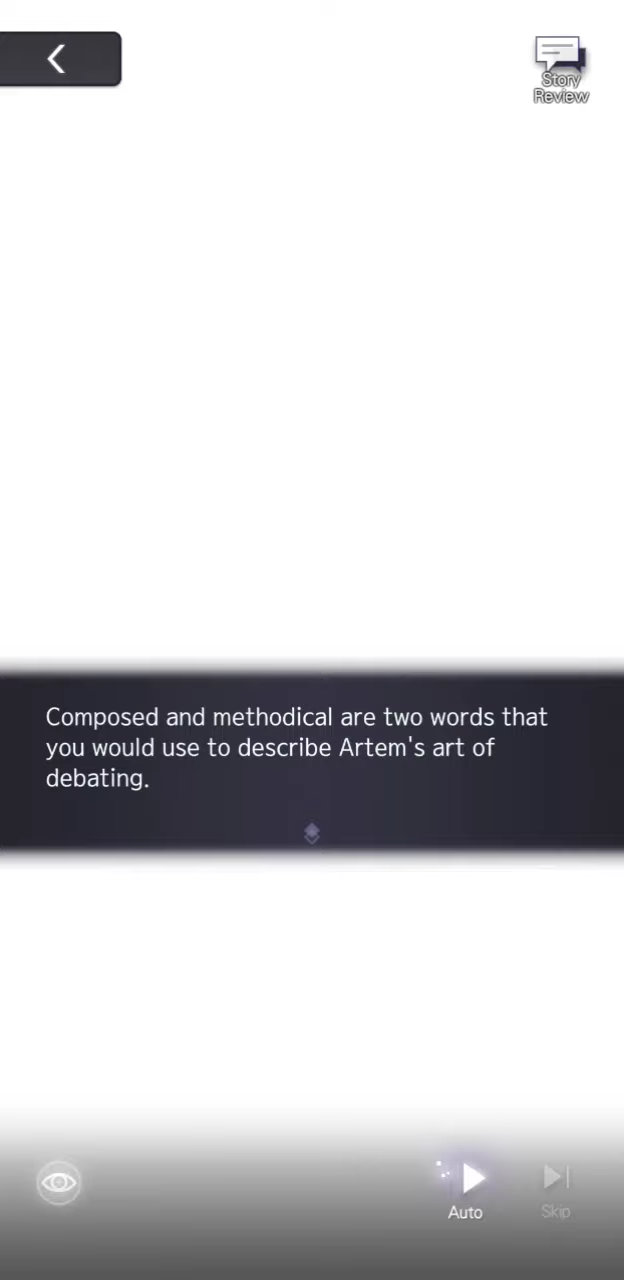 Story
Review
Composed and methodical are two words that
you would use to describe Artem's art of
debating.
Auto
Skip